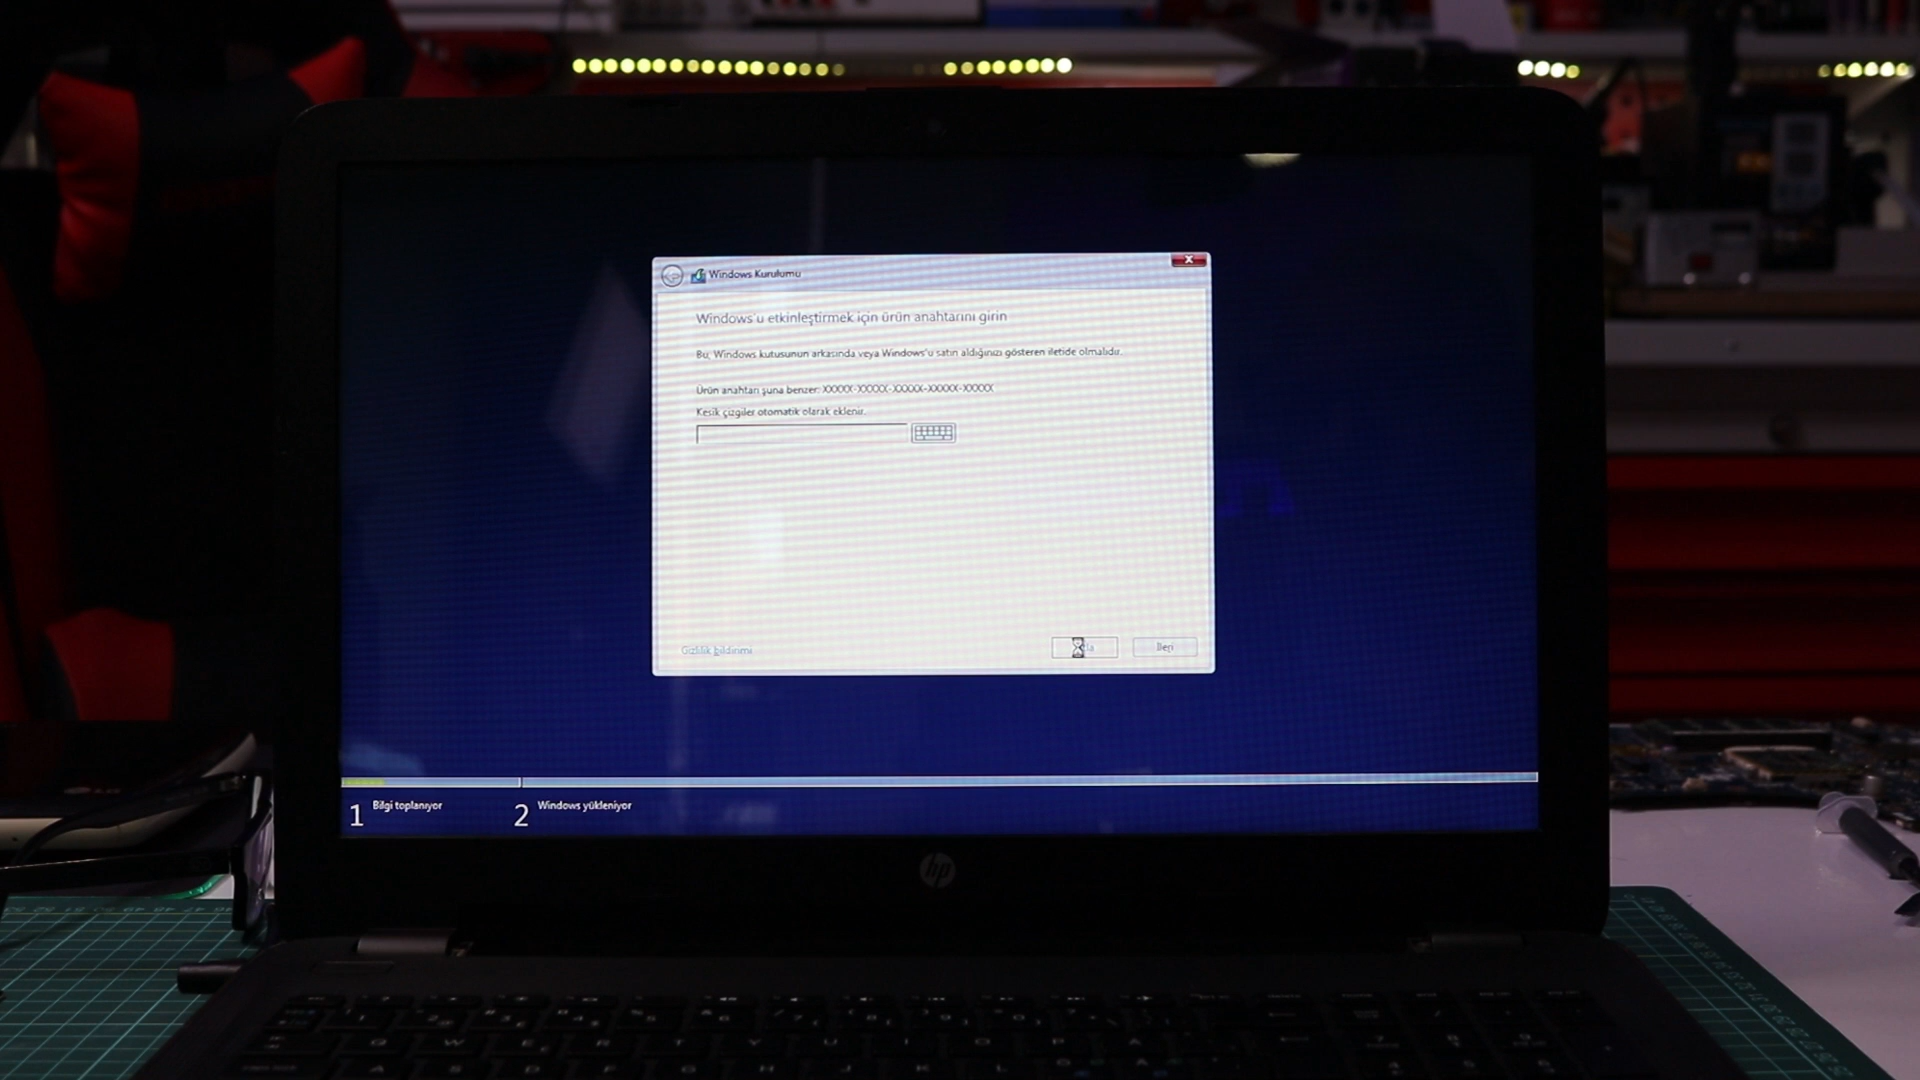 Windows Kurulumu
Windows'u etkinleştirmek için ürün anahtarını girin
Bu, Windows kutusunun arkasında veya Windows'u satın aldığınızı gösteren iletide olmalıdır.
Ürün anahtarı şuna benzer: XXXXX-XXXXX-XXXXX-XXXXX-XXXXX
Kesik çizgiler otomatik olarak eklenir.
Gizlilik bildirimi
İleri
1 Bilgi toplanıyor
2 Windows yükleniyor
hp